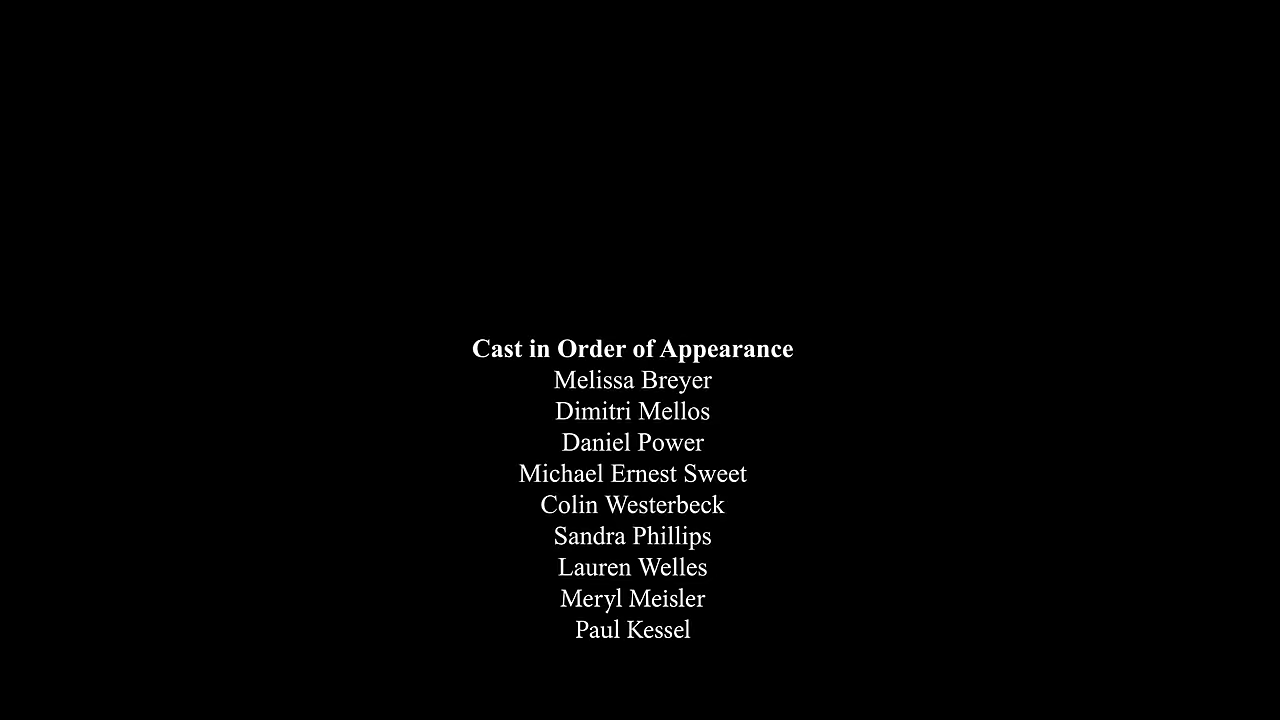 Cast in Order of Appearance
Melissa Breyer
Dimitri Mellos
Daniel Power
Michael Ernest Sweet
Colin Westerbeck
Sandra Phillips
Lauren Welles
Meryl Meisler
Paul Kessel